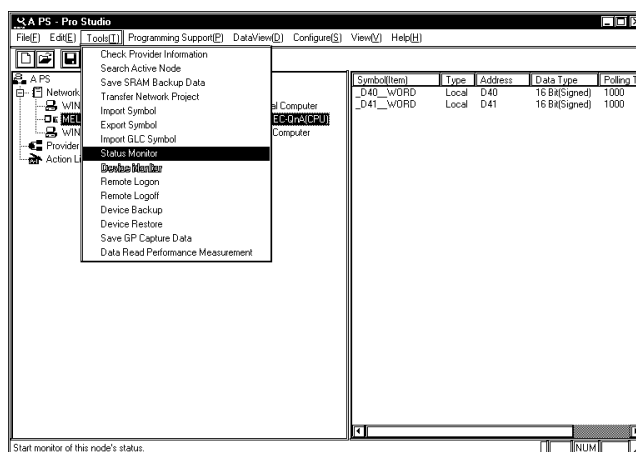 A PS - Pro Studio
File(F) Edit(E) Tools(T) Programming Support(P) DataView(D) Configure(S) View(V) Help(H)
Check Provider Information
Search Active Node
Save SRAM Backup Data
Transfer Network Project
Import Symbol
Export Symbol
Import GLC Symbol
Status Monitor
Device Monitor
Remote Logon
Remote Logoff
Device Backup
Device Restore
Save GP Capture Data
Data Read Performance Measurement
A PS
Network
WIN
al Computer
MEL
EC-QnA(CPU)
WIN
Computer
Provider
Action Li
Symbol(Item) Type Address Data Type Polling T
_D40__WORD Local D40 16 Bit(Signed) 1000
_D41__WORD Local D41 16 Bit(Signed) 1000
Start monitor of this node's status.
NUM